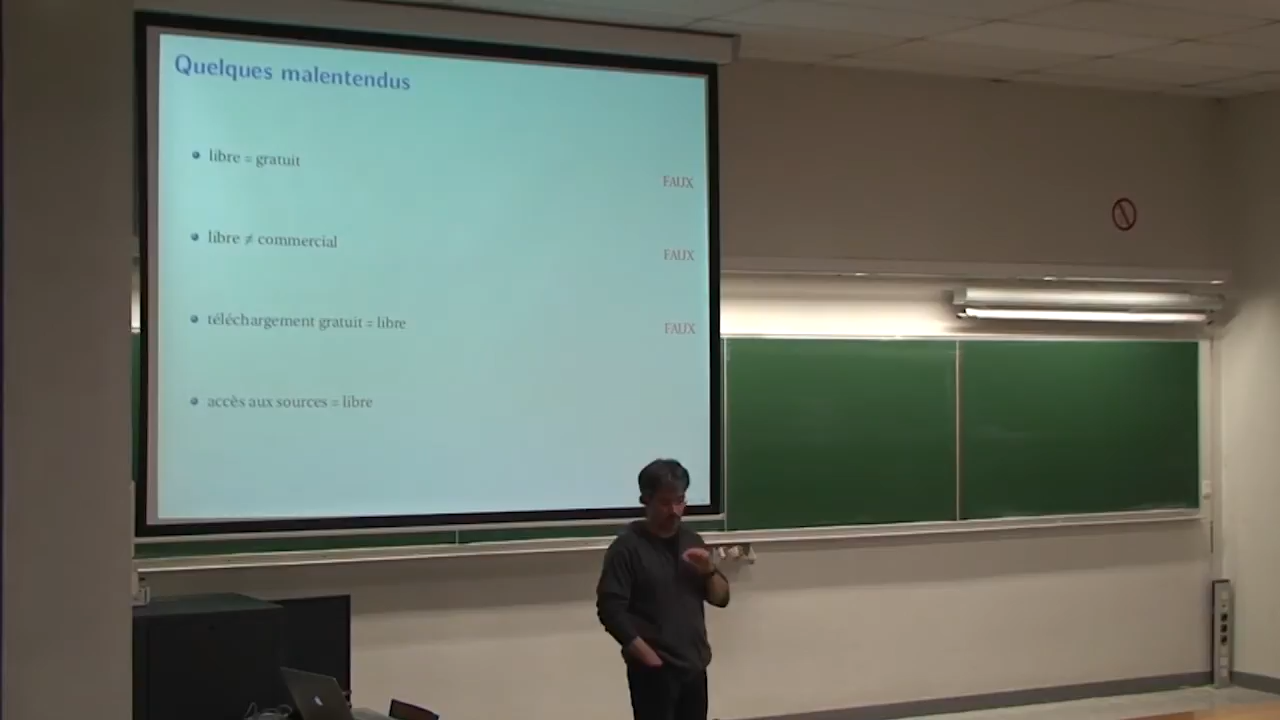 Quelques malentendus
libre = gratuit
FAUX
libre ≠ commercial
FAUX
téléchargement gratuit = libre
FAUX
accès aux sources = libre